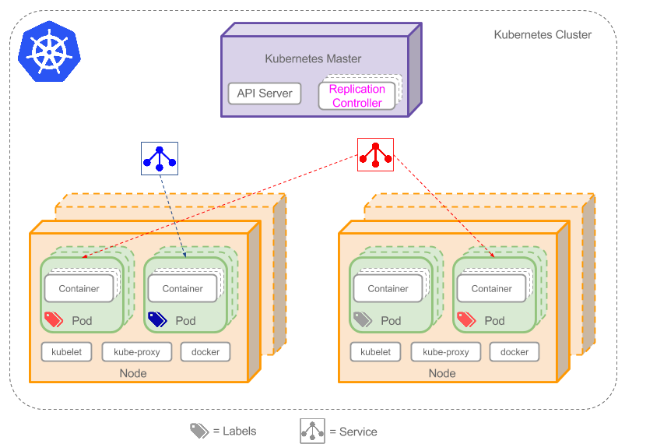 Kubernetes Cluster
Kubernetes Master
API Server
Replication
Controller
Container
Container
Pod
Pod
kubelet
kube-proxy
docker
Node
Container
Container
Pod
Pod
kubelet
kube-proxy
docker
Node
= Labels
= Service